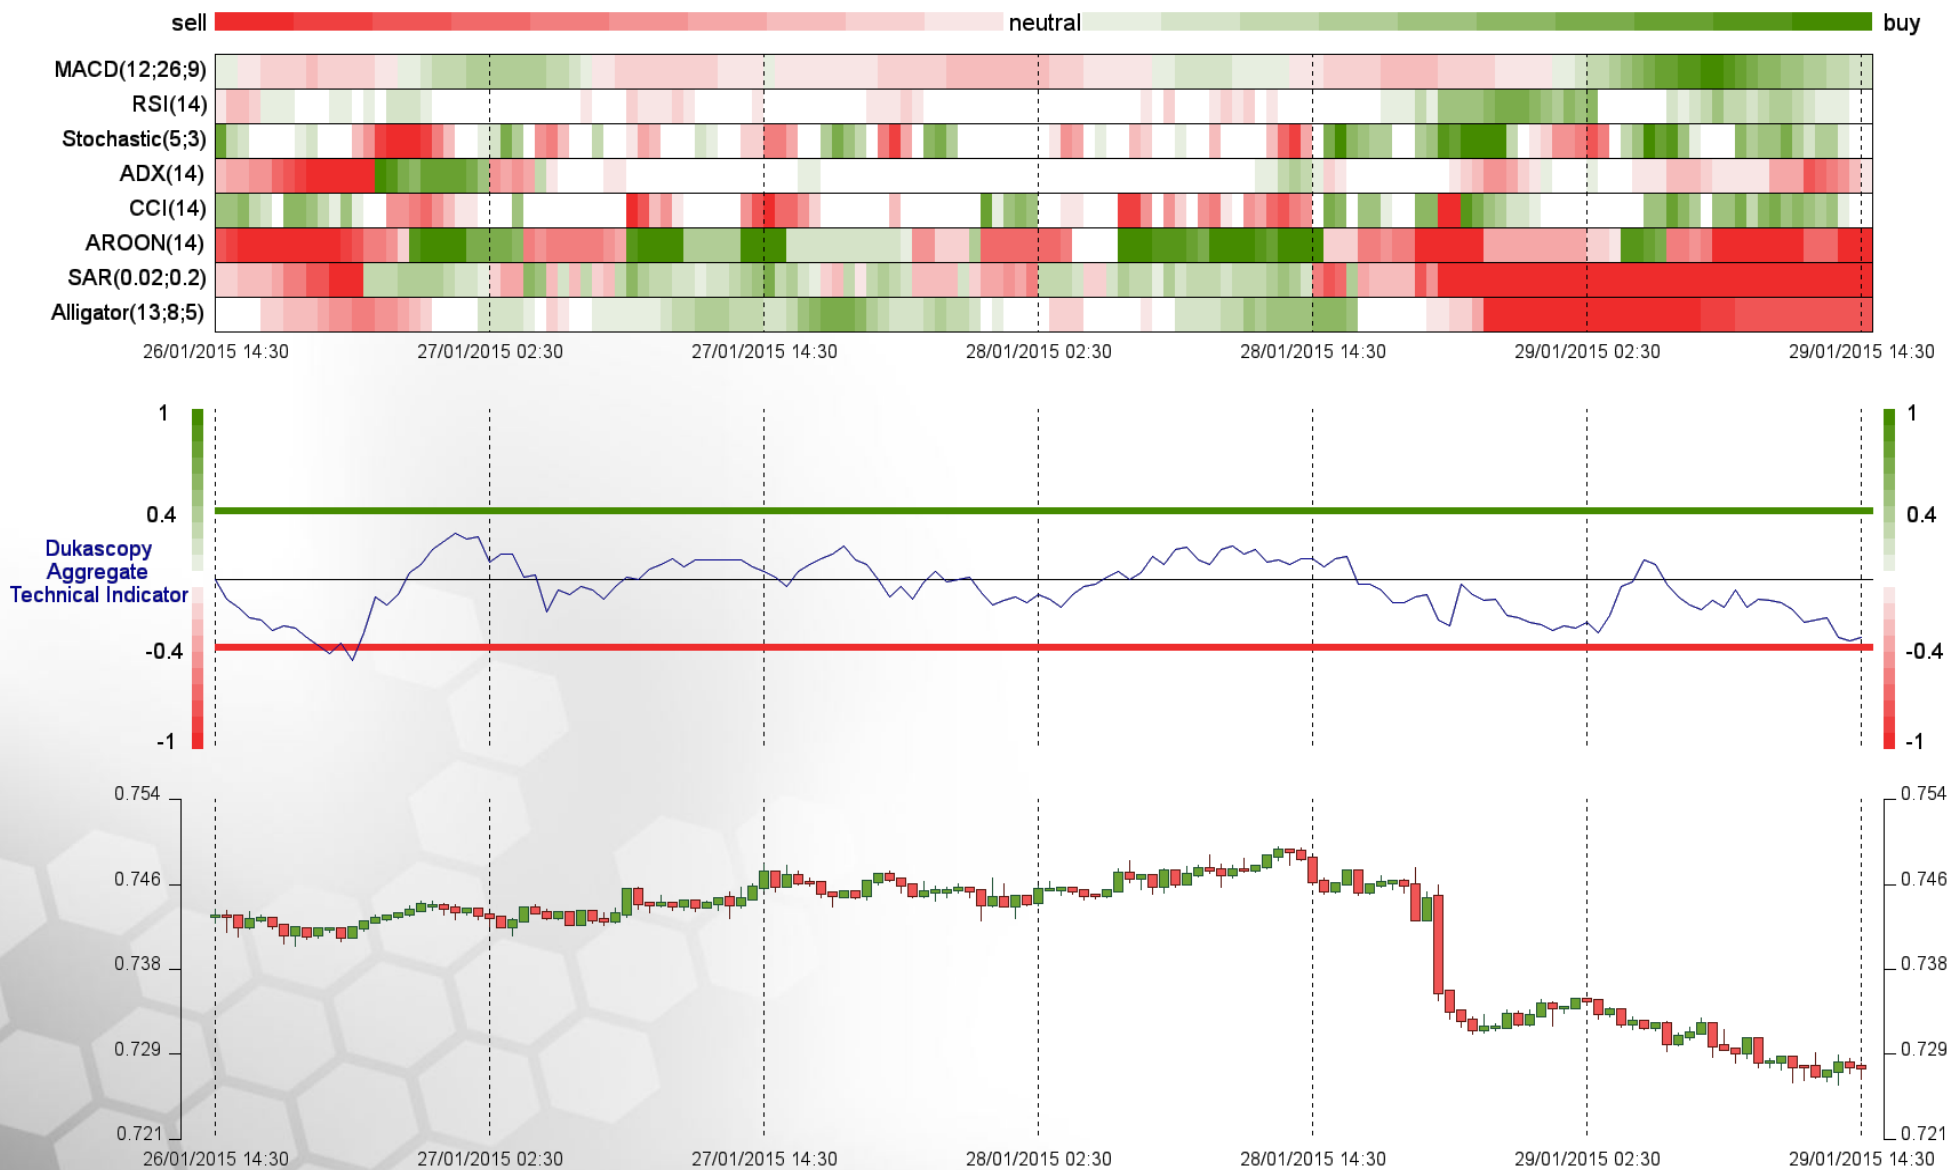 sell neutral buy
MACD(12;26;9)
RSI(14)
Stochastic(5;3)
ADX(14)
CCI(14)
AROON(14)
SAR(0.02;0.2)
Alligator(13;8;5)
26/01/2015 14:30 27/01/2015 02:30 27/01/2015 14:30 28/01/2015 02:30 28/01/2015 14:30 29/01/2015 02:30 29/01/2015 14:30
1 1
0.4 0.4
Dukascopy
Aggregate
Technical Indicator
-0.4 -0.4
-1 -1
0.754 0.754
0.746 0.746
0.738 0.738
0.729 0.729
0.721 0.721
26/01/2015 14:30 27/01/2015 02:30 27/01/2015 14:30 28/01/2015 02:30 28/01/2015 14:30 29/01/2015 02:30 29/01/2015 14:30